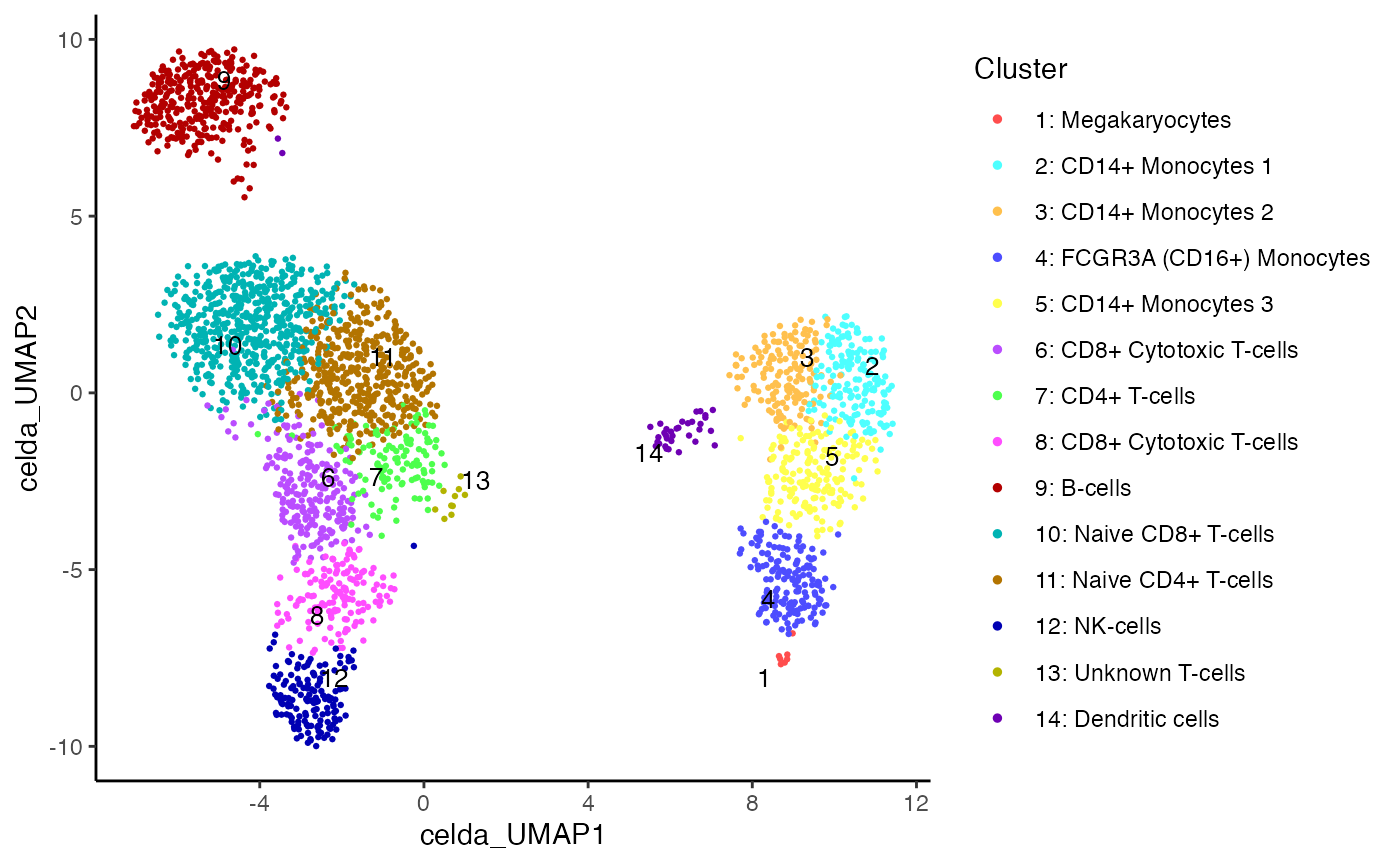 10
5
0
-5
-10
celda_UMAP2
9
10
11
6
7
13
8
12
14
3
2
5
4
1
-4
0
4
8
12
celda_UMAP1
Cluster
1: Megakaryocytes
2: CD14+ Monocytes 1
3: CD14+ Monocytes 2
4: FCGR3A (CD16+) Monocytes
5: CD14+ Monocytes 3
6: CD8+ Cytotoxic T-cells
7: CD4+ T-cells
8: CD8+ Cytotoxic T-cells
9: B-cells
10: Naive CD8+ T-cells
11: Naive CD4+ T-cells
12: NK-cells
13: Unknown T-cells
14: Dendritic cells